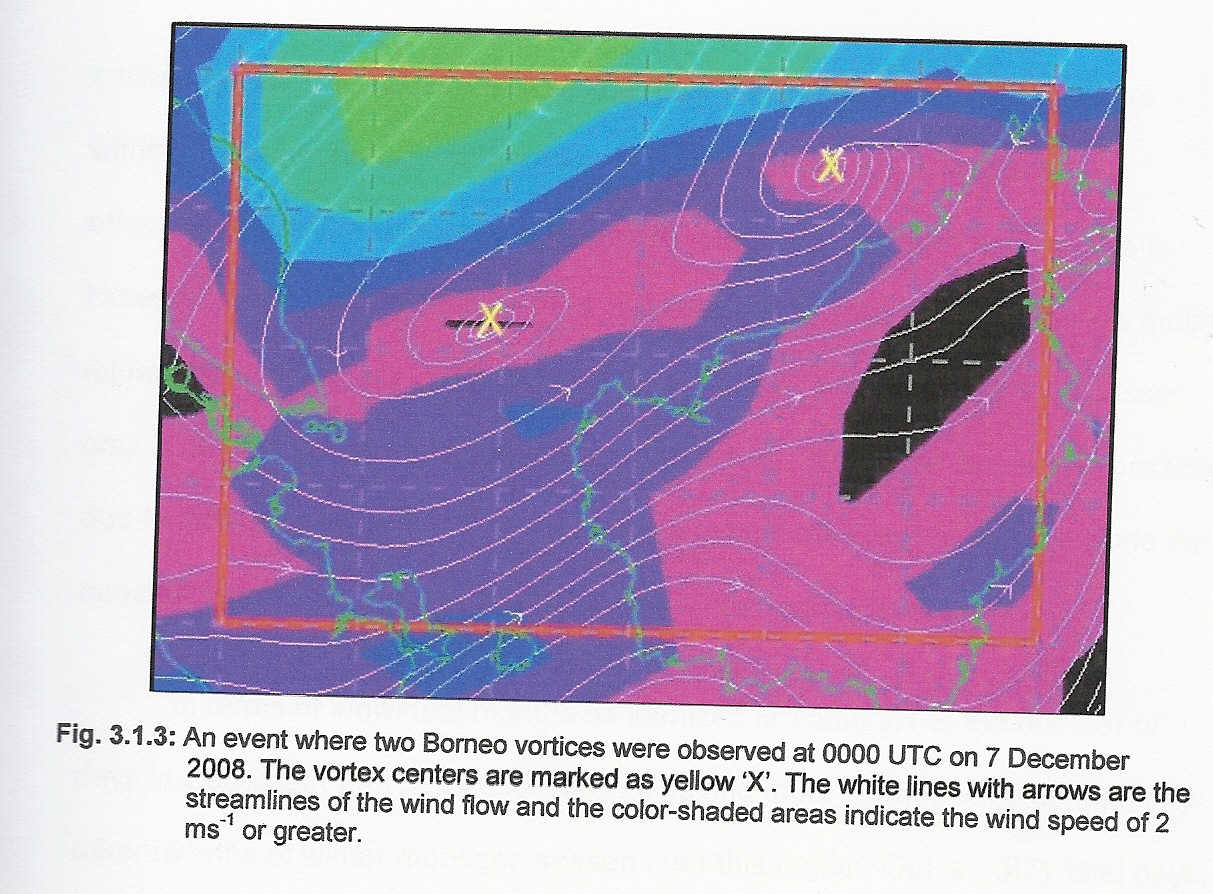 X
X
Fig. 3.1.3: An event where two Borneo vortices were observed at 0000 UTC on 7 December
2008. The vortex centers are marked as yellow ‘X’. The white lines with arrows are the
streamlines of the wind flow and the color-shaded areas indicate the wind speed of 2
ms⁻¹ or greater.